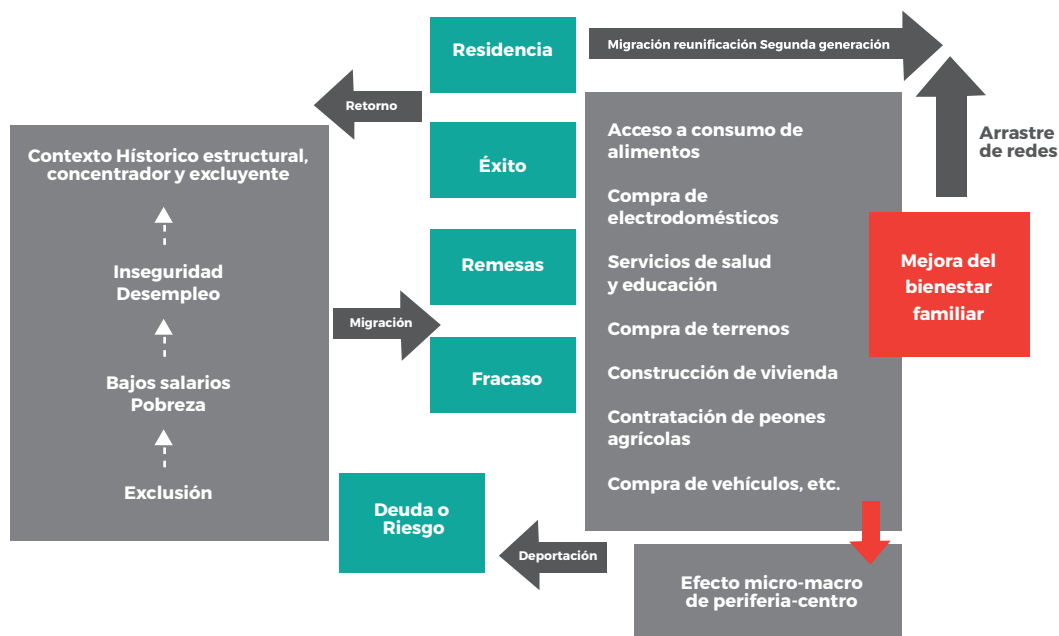 Residencia
Migración reunificación Segunda generación
Retorno
Contexto Hístorico estructural,
concentrador y excluyente
Inseguridad
Desempleo
Bajos salarios
Pobreza
Exclusión
Migración
Éxito
Remesas
Fracaso
Deuda o
Riesgo
Deportación
Acceso a consumo de
alimentos
Compra de
electrodomésticos
Servicios de salud
y educación
Compra de terrenos
Construcción de vivienda
Contratación de peones
agrícolas
Compra de vehículos, etc.
Efecto micro-macro
de periferia-centro
Arrastre
de redes
Mejora del
bienestar
familiar